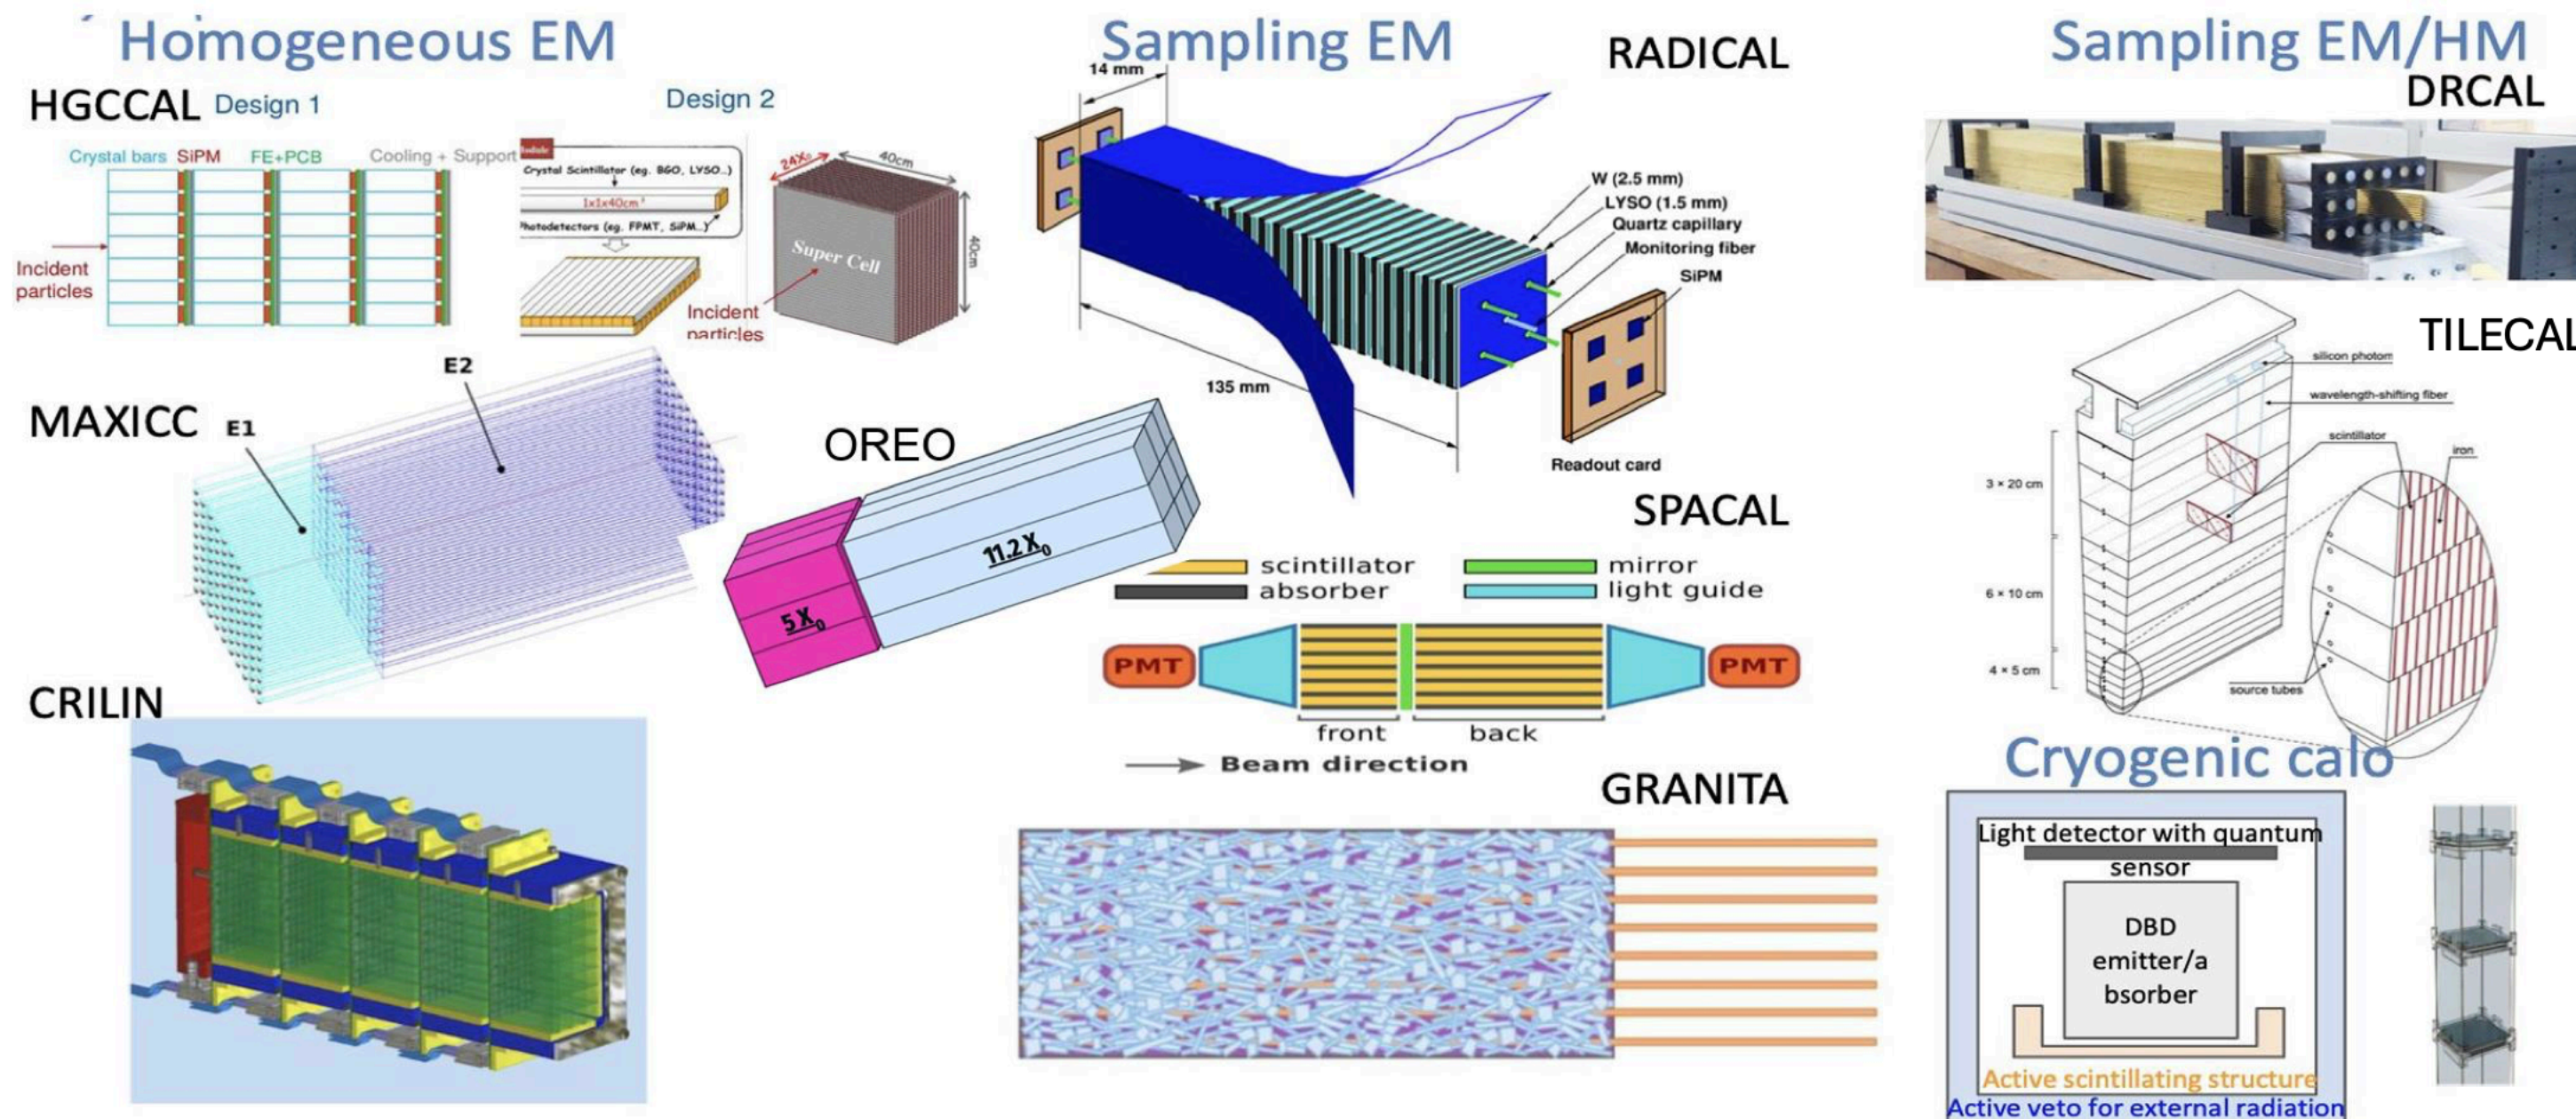 Homogeneous EM
HGCCAL
Design 1
Design 2
Crystal bars
SiPM
FE+PCB
Cooling + Support
Incident
particles
Crystal Scintillator (eg. BGO, LYSO…)
1x1x40cm³
Photodetectors (eg. FPMT, SiPM…)
24X₀
40cm
40cm
Super Cell
Incident
particles
MAXICC
E1
E2
OREO
5 X₀
11.2 X₀
CRILIN
Sampling EM
RADICAL
14 mm
W (2.5 mm)
LYSO (1.5 mm)
Quartz capillary
Monitoring fiber
SiPM
135 mm
Readout card
SPACAL
scintillator
mirror
absorber
light guide
PMT
PMT
front
back
Beam direction
GRANITA
Sampling EM/HM
DRCAL
TILECAL
silicon photom
wavelength-shifting fiber
scintillator
iron
3 × 20 cm
6 × 10 cm
4 × 5 cm
source tubes
Cryogenic calo
Light detector with quantum
sensor
DBD
emitter/a
bsorber
Active scintillating structure
Active veto for external radiation